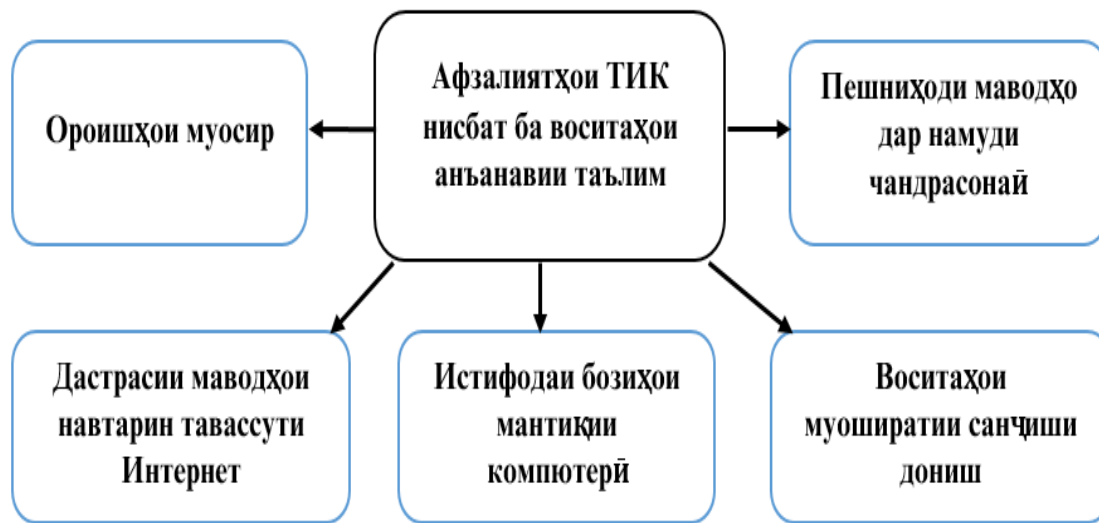 Ороишҳои муосир
Афзалиятҳои ТИК
нисбат ба воситаҳои
анъанавии таълим
Пешниҳоди маводҳо
дар намуди
чандрасонаӣ
Дастрасии маводҳои
навтарин тавассути
Интернет
Истифодаи бозиҳои
мантиқии
компютерӣ
Воситаҳои
муоширатии санҷиши
дониш